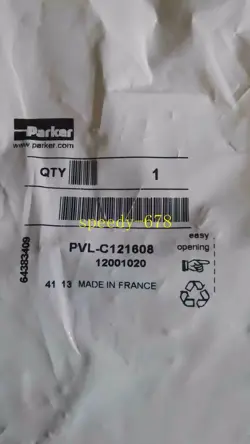 Parker
www.parker.com
QTY 1
speedy 678
PVL-C121608
12001020
easy
opening
64383409
41 13 MADE IN FRANCE